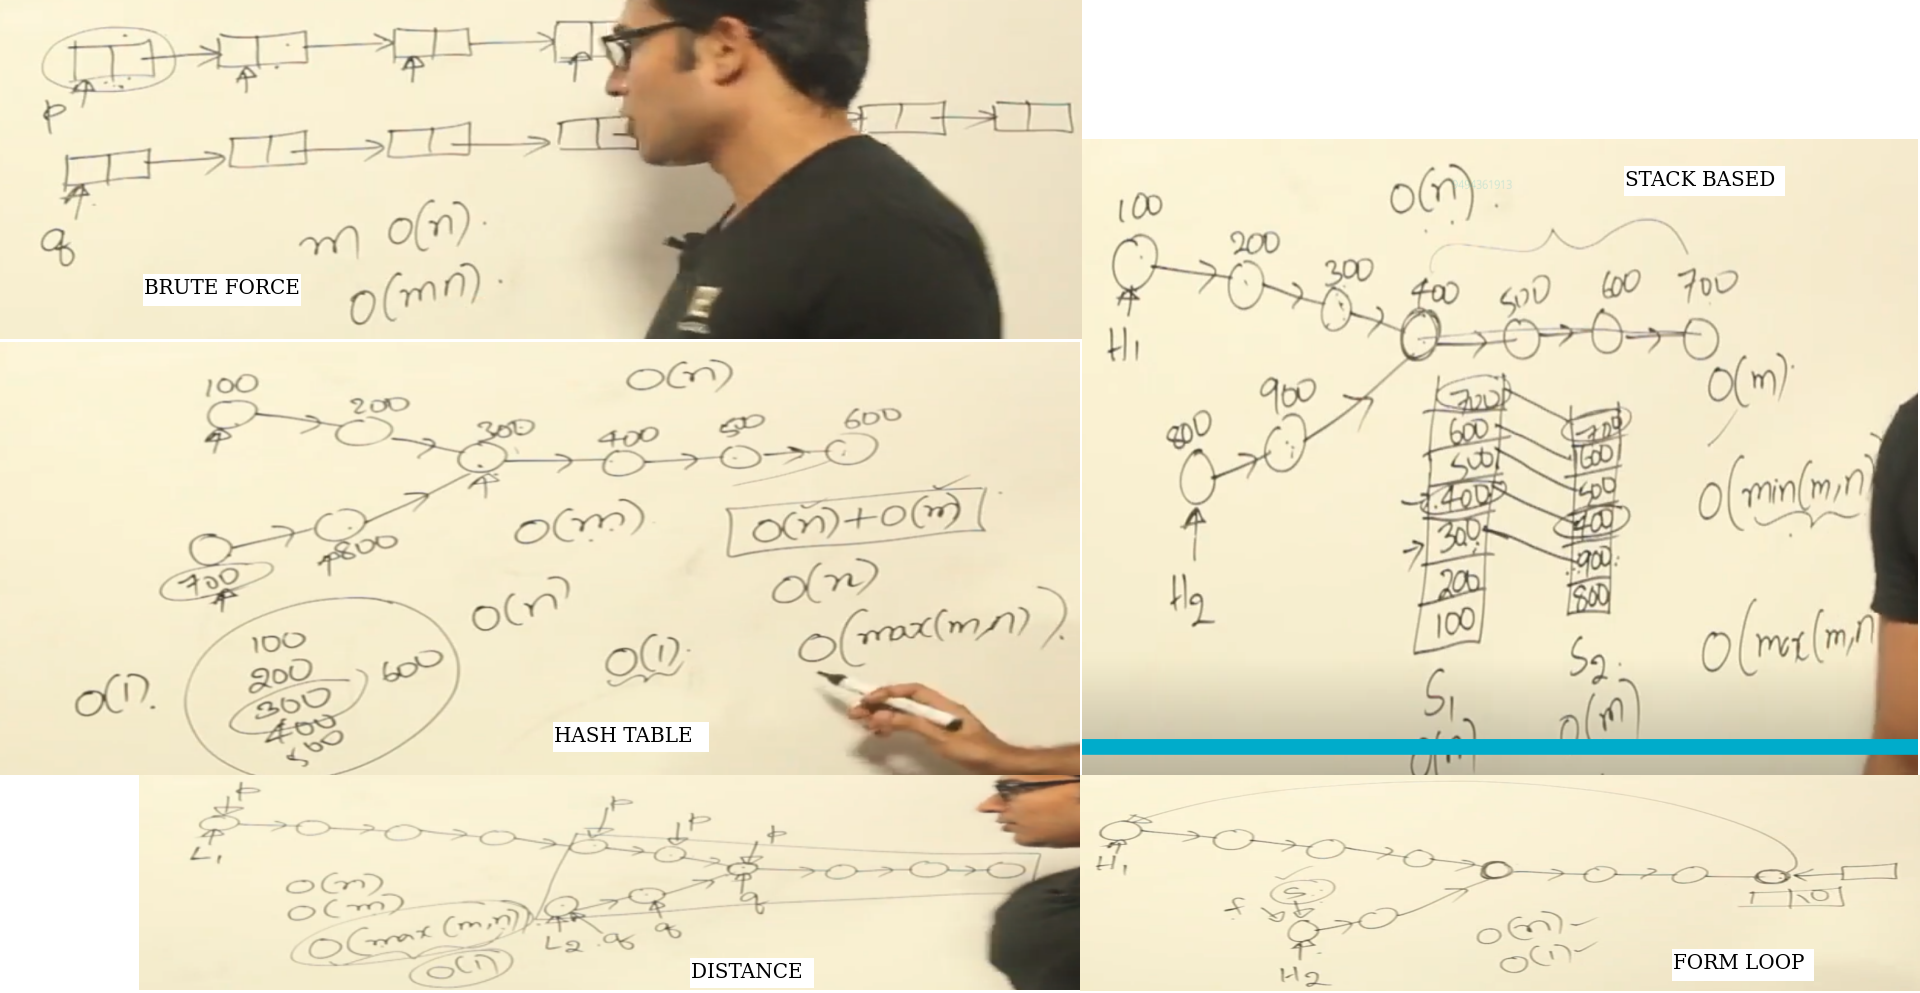 p
q
m O(n).
O(mn).
BRUTE FORCE
STACK BASED
O(n).
100
200
300
400
500
600
700
H1
O(m).
800
900
H2
700
600
500
400
300
200
100
S1
700
600
500
400
900
800
S2
O(m)
O(min(m,n)
O(max(m,n)
O(n)
100
200
300
400
500
600
O(m).
O(n)+O(m)
700
800
O(n)
O(n)
O(max(m,n)).
O(1).
O(1).
100
200
300
400
500
600
HASH TABLE
p
p
p
p
L1
O(n)
O(m)
O(max(m,n))
O(1)
L2
q
q
q
DISTANCE
H1
f
S
H2
O(n)
O(1)
10
FORM LOOP